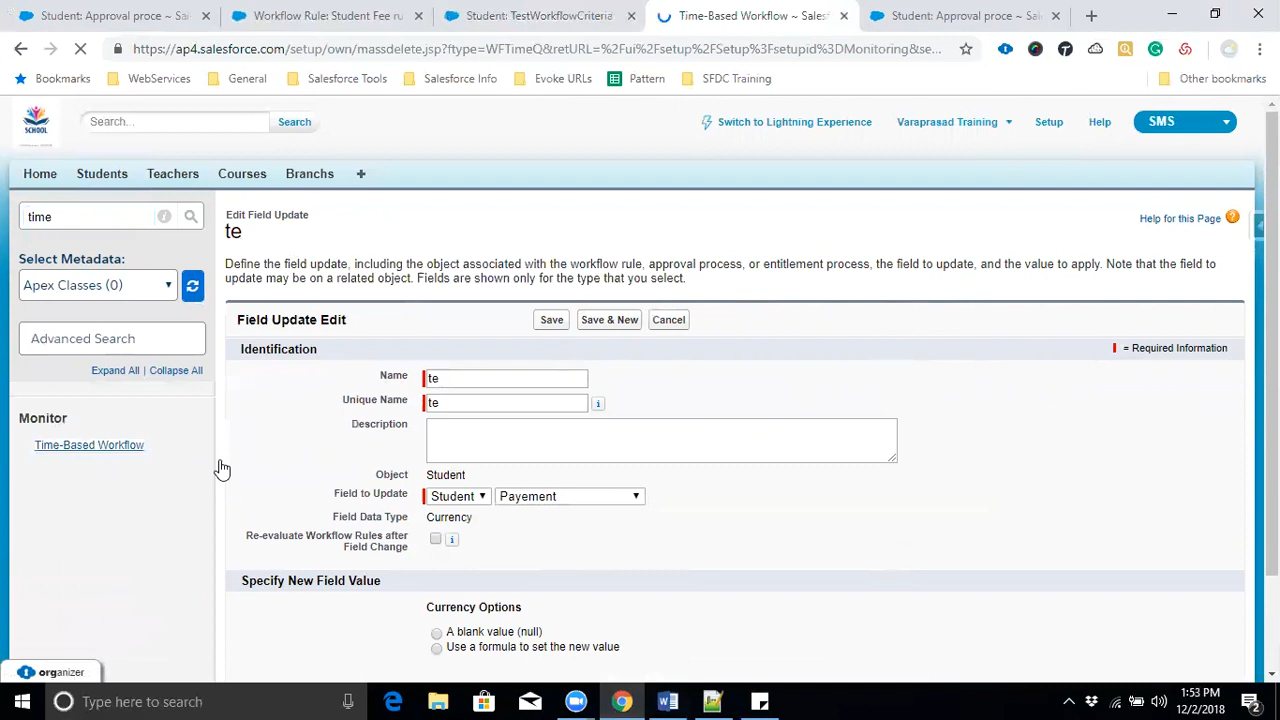 Student: Approval proce ~ Sale
Workflow Rule: Student Fee ru
Student: TestWorkflowCriteria
Time-Based Workflow ~ Salesf
Student: Approval proce ~ Sale
https://ap4.salesforce.com/setup/own/massdelete.jsp?ftype=WFTimeQ&retURL=%2Fui%2Fsetup%2FSetup%3Fsetupid%3DMonitoring&se...
Bookmarks
WebServices
General
Salesforce Tools
Salesforce Info
Evoke URLs
Pattern
SFDC Training
Other bookmarks
SCHOOL
Search...
Search
Switch to Lightning Experience
Varaprasad Training
Setup
Help
SMS
Home
Students
Teachers
Courses
Branchs
+
time
Select Metadata:
Apex Classes (0)
Advanced Search
Expand All | Collapse All
Monitor
Time-Based Workflow
Edit Field Update
te
Help for this Page
Define the field update, including the object associated with the workflow rule, approval process, or entitlement process, the field to update, and the value to apply. Note that the field to
update may be on a related object. Fields are shown only for the type that you select.
Field Update Edit
Save
Save & New
Cancel
Identification
= Required Information
Name
te
Unique Name
te
Description
Object
Student
Field to Update
Student
Payement
Field Data Type
Currency
Re-evaluate Workflow Rules after
Field Change
Specify New Field Value
Currency Options
A blank value (null)
Use a formula to set the new value
organizer
Type here to search
1:53 PM
12/2/2018
2